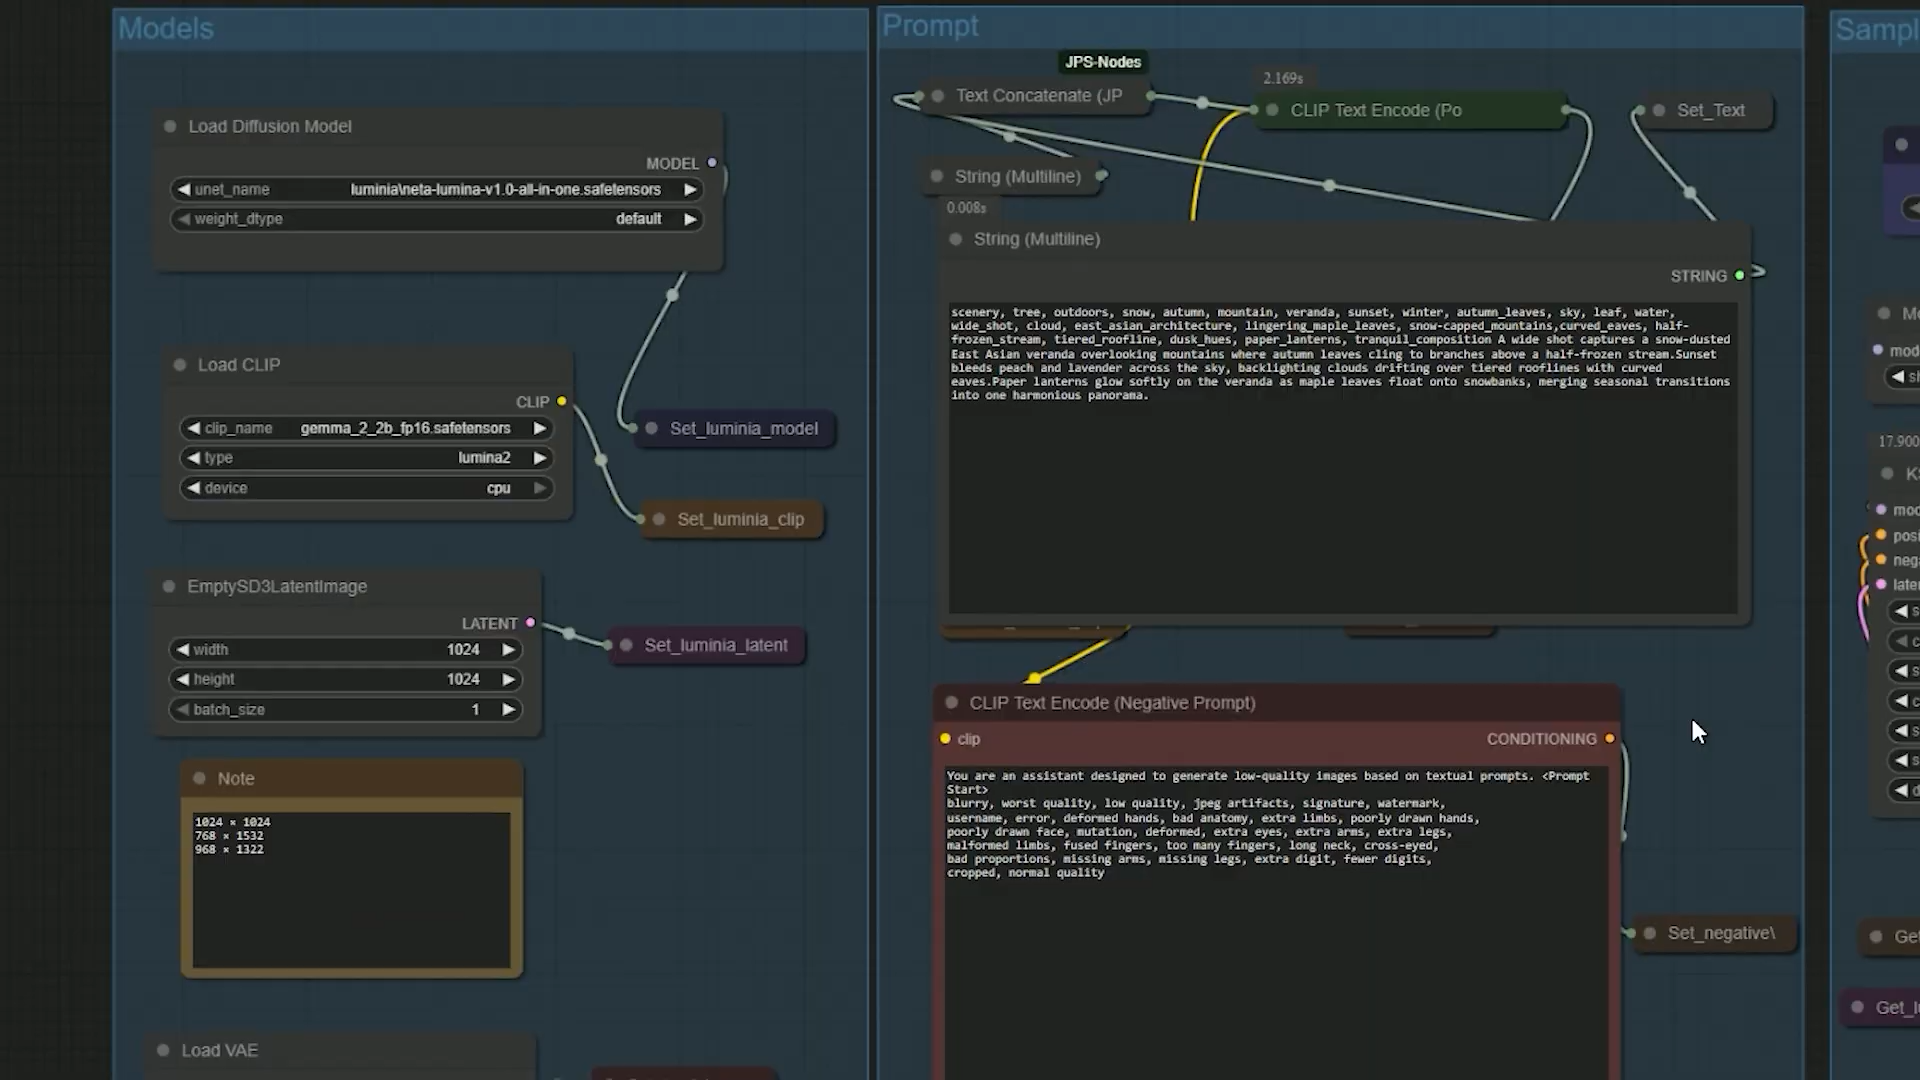 Models
Load Diffusion Model
MODEL
unet_name luminia\neta-lumina-v1.0-all-in-one.safetensors
weight_dtype default
Load CLIP
CLIP
clip_name gemma_2_2b_fp16.safetensors
type lumina2
device cpu
Set_luminia_model
Set_luminia_clip
EmptySD3LatentImage
LATENT
width 1024
height 1024
batch_size 1
Set_luminia_latent
Note
1024 × 1024
768 × 1532
968 × 1322
Load VAE
Prompt
JPS-Nodes
Text Concatenate (JP
2.169s
CLIP Text Encode (Po
Set_Text
String (Multiline)
0.008s
String (Multiline)
STRING
scenery, tree, outdoors, snow, autumn, mountain, veranda, sunset, winter, autumn_leaves, sky, leaf, water,
wide_shot, cloud, east_asian_architecture, lingering_maple_leaves, snow-capped_mountains,curved_eaves, half-
frozen_stream, tiered_roofline, dusk_hues, paper_lanterns, tranquil_composition A wide shot captures a snow-dusted
East Asian veranda overlooking mountains where autumn leaves cling to branches above a half-frozen stream.Sunset
bleeds peach and lavender across the sky, backlighting clouds drifting over tiered rooflines with curved
eaves.Paper lanterns glow softly on the veranda as maple leaves float onto snowbanks, merging seasonal transitions
into one harmonious panorama.
CLIP Text Encode (Negative Prompt)
clip
CONDITIONING
You are an assistant designed to generate low-quality images based on textual prompts. <Prompt
Start>
blurry, worst quality, low quality, jpeg artifacts, signature, watermark,
username, error, deformed hands, bad anatomy, extra limbs, poorly drawn hands,
poorly drawn face, mutation, deformed, extra eyes, extra arms, extra legs,
malformed limbs, fused fingers, too many fingers, long neck, cross-eyed,
bad proportions, missing arms, missing legs, extra digit, fewer digits,
cropped, normal quality
Set_negative\
Sampl
mod
17.900
mod
posi
nega
later
Get_l